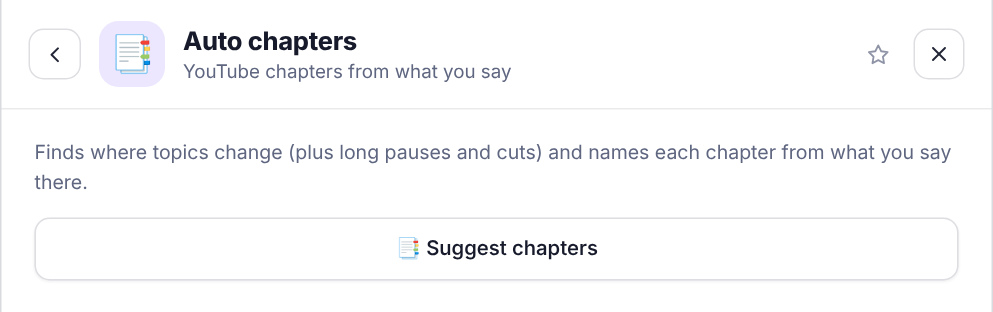 Auto chapters
YouTube chapters from what you say
Finds where topics change (plus long pauses and cuts) and names each chapter from what you say
there.
Suggest chapters